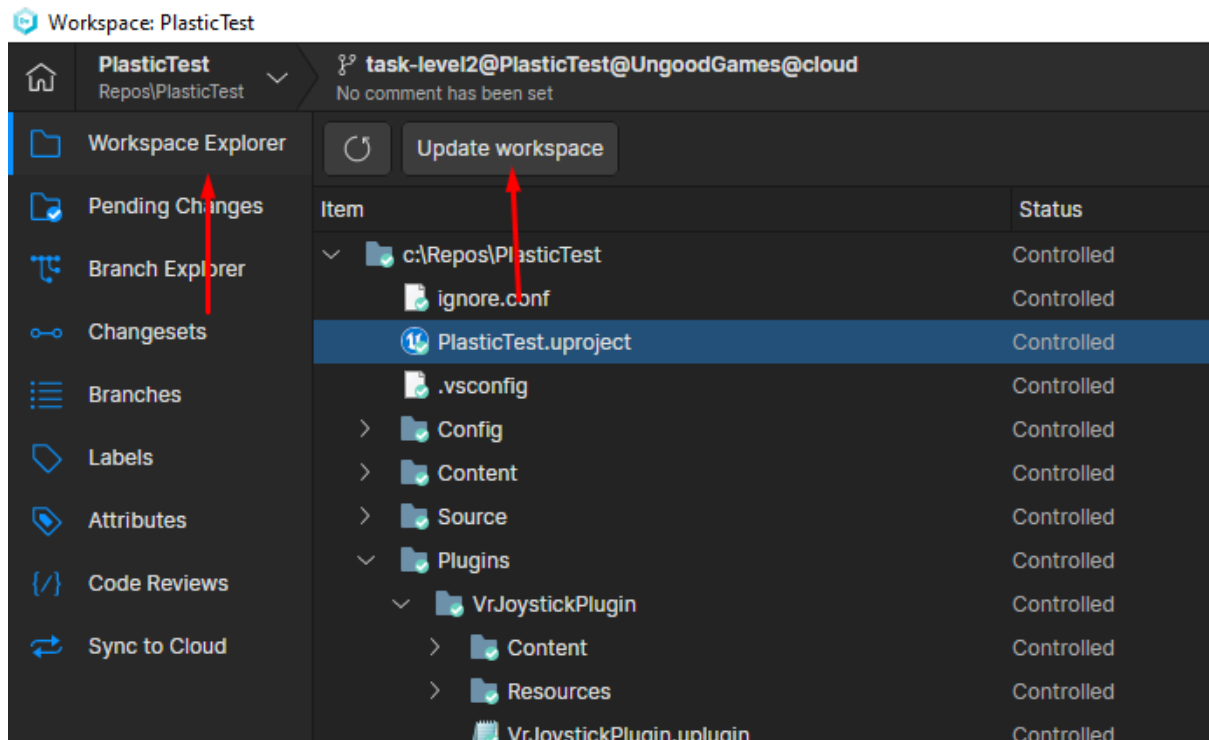 Workspace: PlasticTest
PlasticTest
Repos\PlasticTest
task-level2@PlasticTest@UngoodGames@cloud
No comment has been set
Workspace Explorer
Pending Changes
Branch Explorer
Changesets
Branches
Labels
Attributes
Code Reviews
Sync to Cloud
Update workspace
Item Status
c:\Repos\PlasticTest Controlled
ignore.conf Controlled
PlasticTest.uproject Controlled
.vsconfig Controlled
Config Controlled
Content Controlled
Source Controlled
Plugins Controlled
VrJoystickPlugin Controlled
Content Controlled
Resources Controlled
VrJoystickPlugin.uplugin Controlled